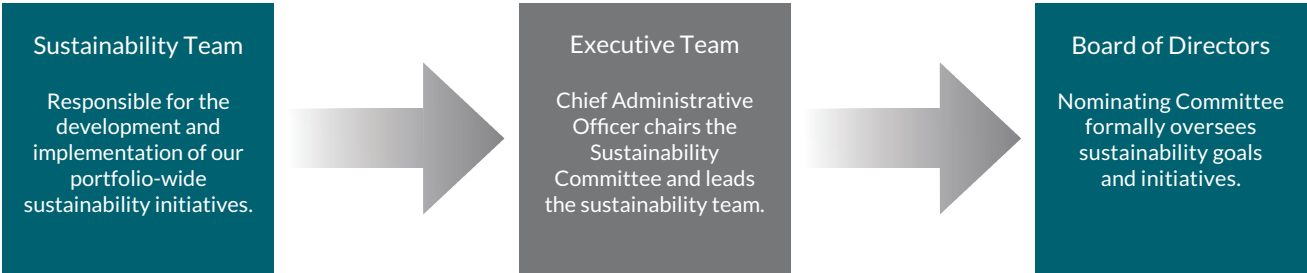 Sustainability Team
Responsible for the
development and
implementation of our
portfolio-wide
sustainability initiatives.
Executive Team
Chief Administrative
Officer chairs the
Sustainability
Committee and leads
the sustainability team.
Board of Directors
Nominating Committee
formally oversees
sustainability goals
and initiatives.